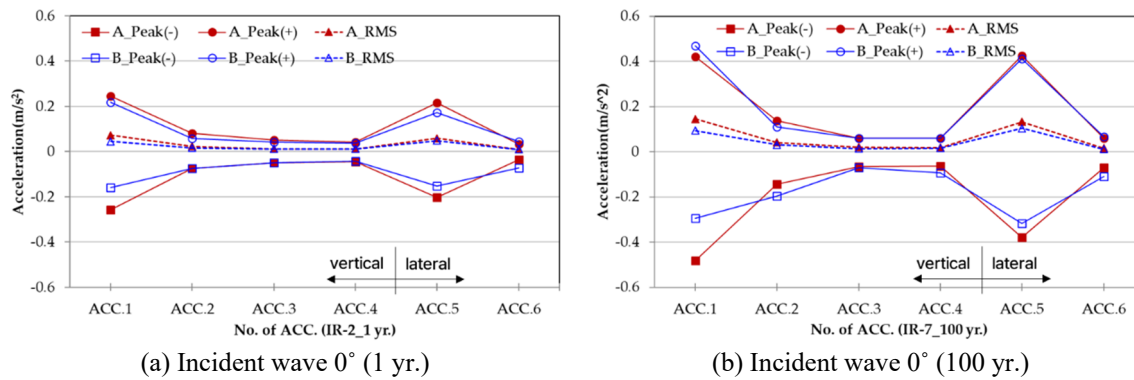 0.6
0.4
0.2
0
-0.2
-0.4
-0.6
Acceleration(m/s²)
A_Peak(-) A_Peak(+) A_RMS
B_Peak(-) B_Peak(+) B_RMS
vertical lateral
ACC.1 ACC.2 ACC.3 ACC.4 ACC.5 ACC.6
No. of ACC. (IR-2_1 yr.)
(a) Incident wave 0˚ (1 yr.)
0.6
0.4
0.2
0
-0.2
-0.4
-0.6
Acceleration(m/s^2)
A_Peak(-) A_Peak(+) A_RMS
B_Peak(-) B_Peak(+) B_RMS
vertical lateral
ACC.1 ACC.2 ACC.3 ACC.4 ACC.5 ACC.6
No. of ACC. (IR-7_100 yr.)
(b) Incident wave 0˚ (100 yr.)